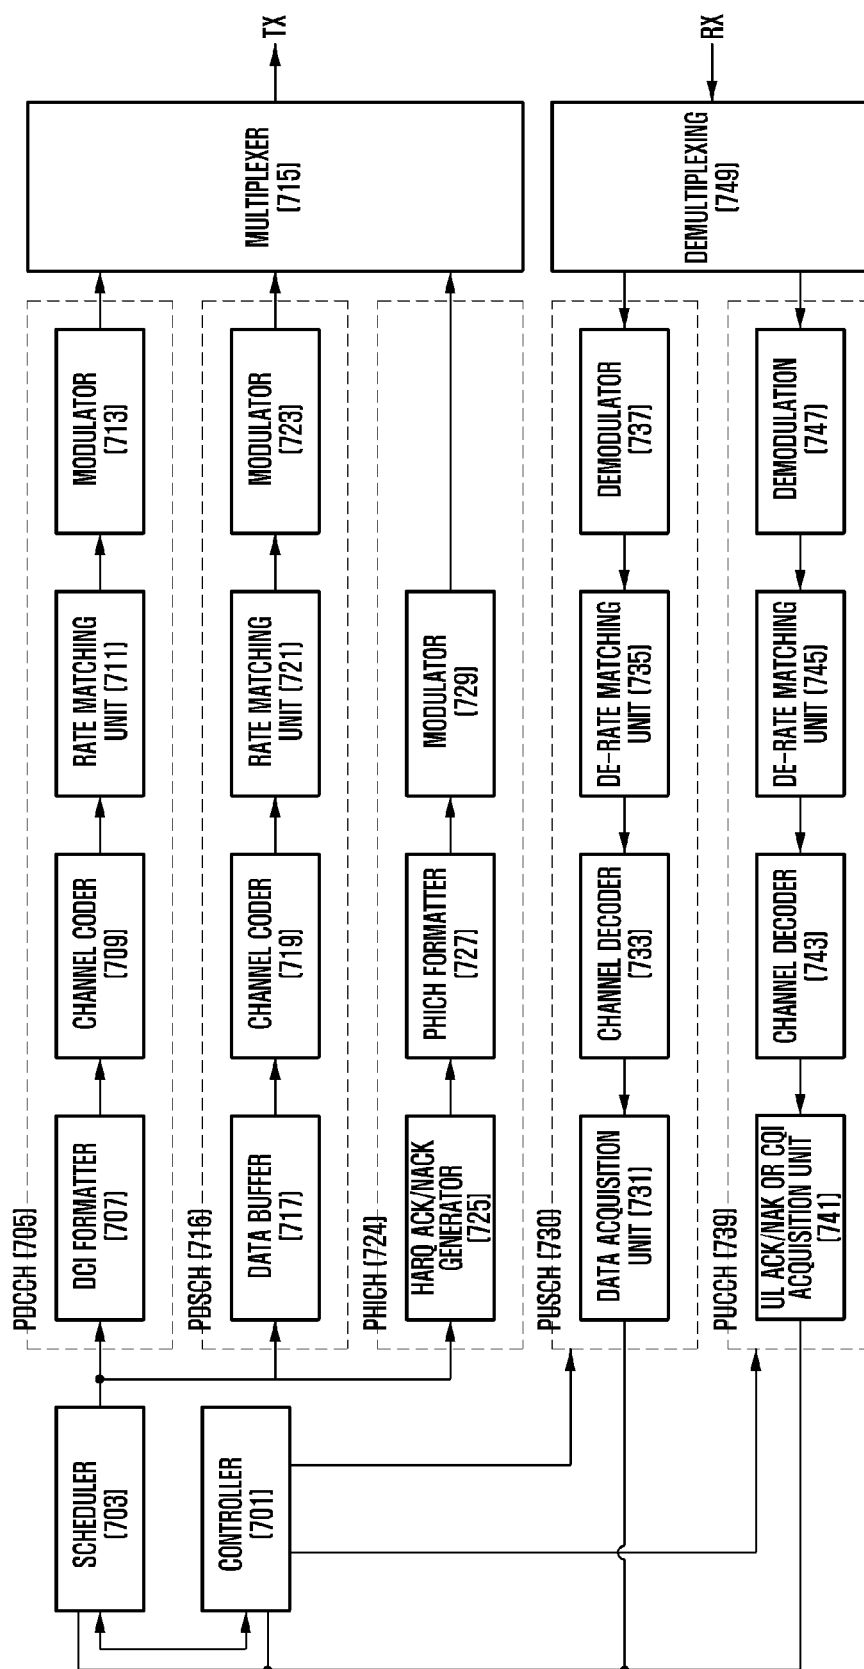 SCHEDULER
(703)
CONTROLLER
(701)
PDCCH (705)
DCI FORMATTER
(707)
CHANNEL CODER
(709)
RATE MATCHING
UNIT (711)
MODULATOR
(713)
PDSCH (716)
DATA BUFFER
(717)
CHANNEL CODER
(719)
RATE MATCHING
UNIT (721)
MODULATOR
(723)
PHICH (724)
HARQ ACK/NACK
GENERATOR
(725)
PHICH FORMATTER
(727)
MODULATOR
(729)
MULTIPLEXER
(715)
TX
PUSCH (730)
DATA ACQUISITION
UNIT (731)
CHANNEL DECODER
(733)
DE-RATE MATCHING
UNIT (735)
DEMODULATOR
(737)
PUCCH (739)
UL ACK/NAK OR CQI
ACQUISITION UNIT
(741)
CHANNEL DECODER
(743)
DE-RATE MATCHING
UNIT (745)
DEMODULATION
(747)
DEMULTIPLEXING
(749)
RX